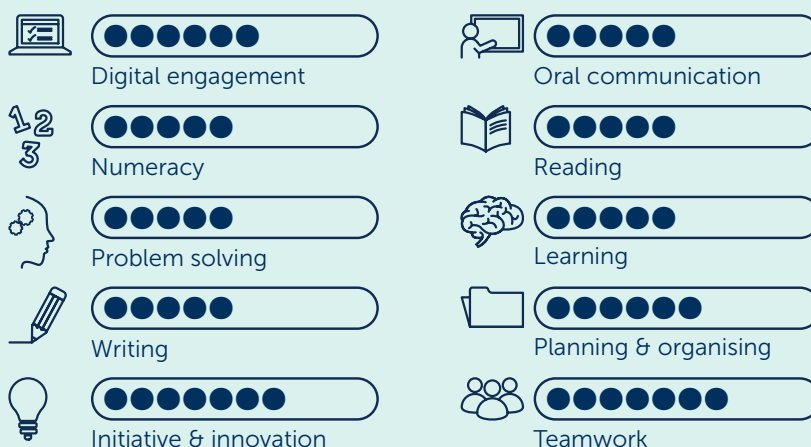 Digital engagement
Oral communication
1 2
3
Numeracy
Reading
Problem solving
Learning
Writing
Planning & organising
Initiative & innovation
Teamwork